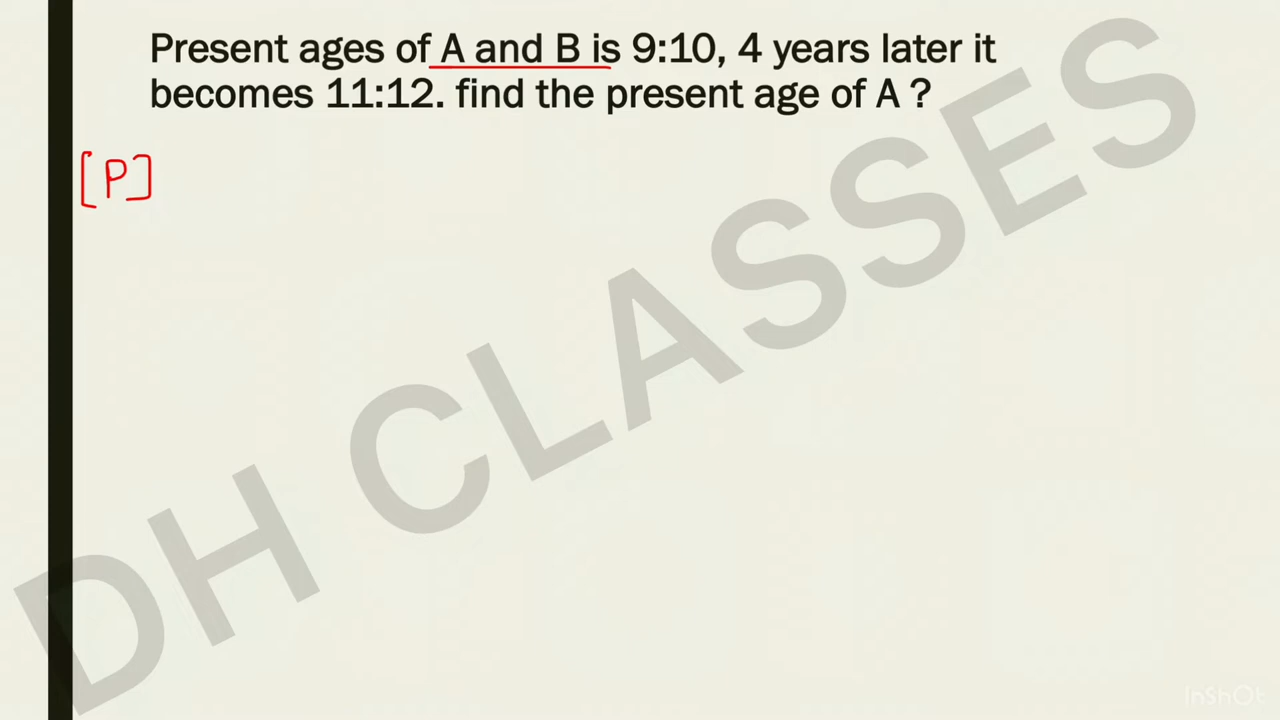 Present ages of A and B is 9:10, 4 years later it
becomes 11:12. find the present age of A ?
[P]
DH CLASSES
InShOt